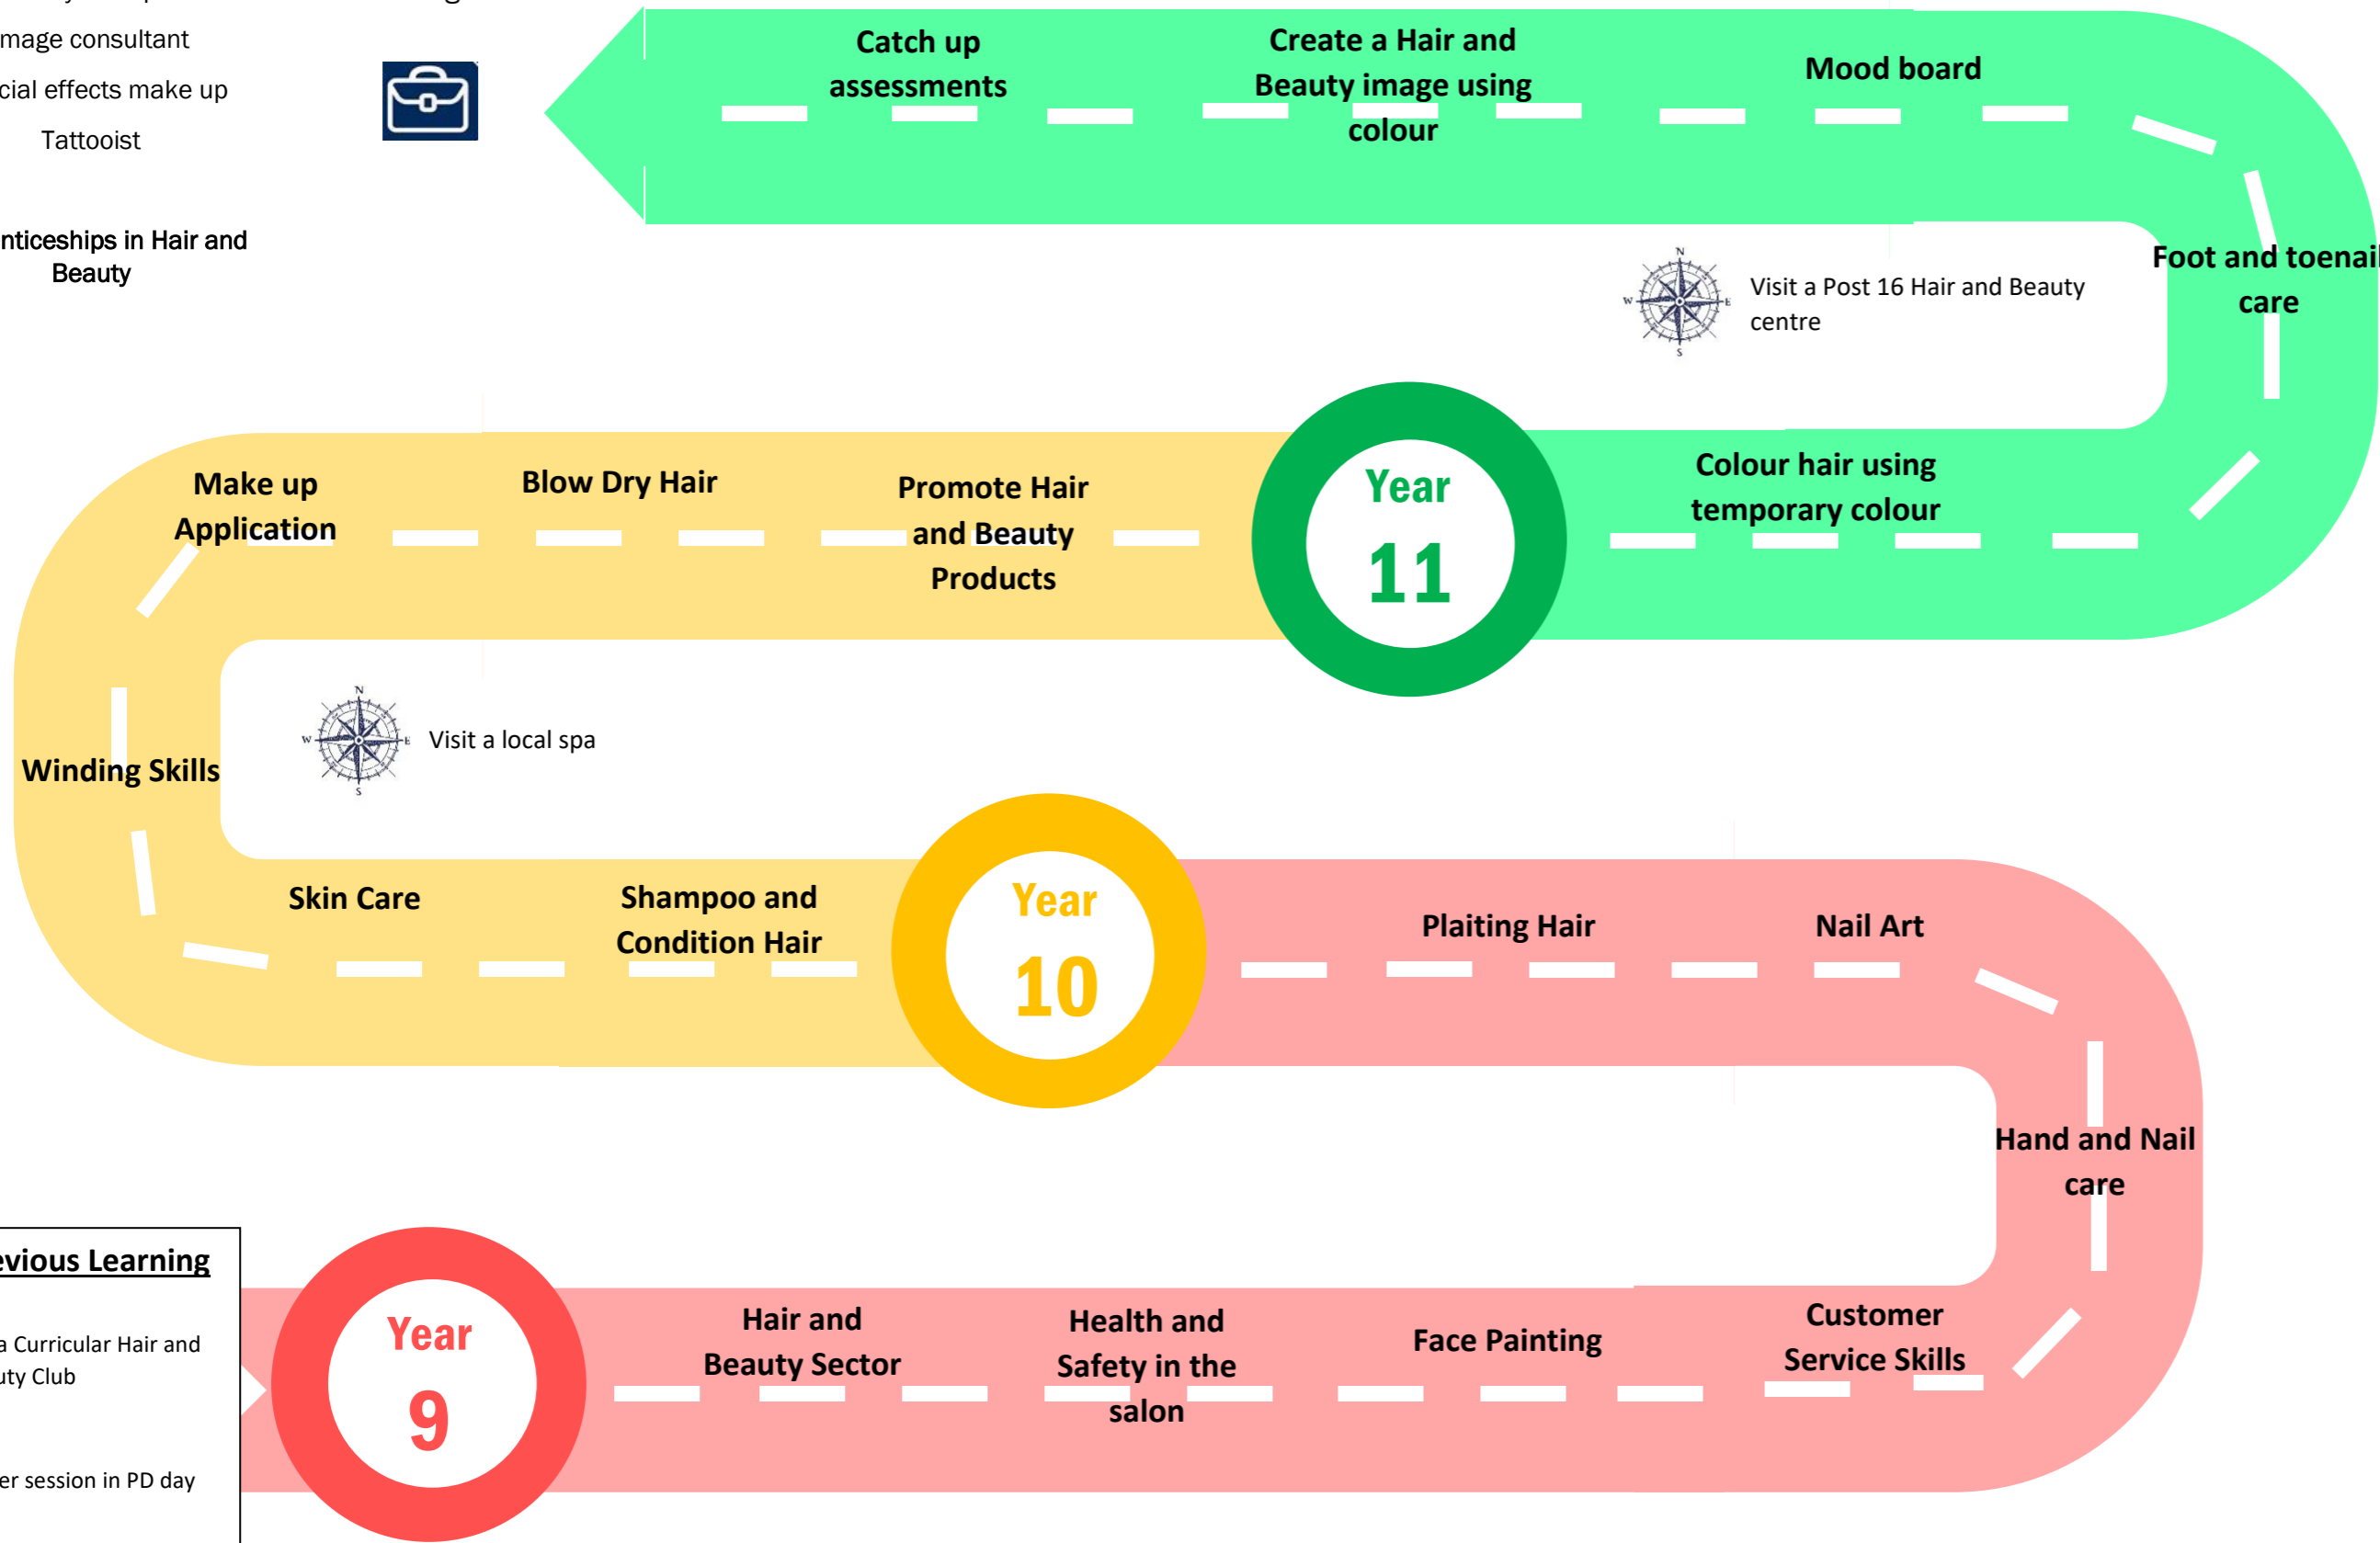 mage consultant
cial effects make up
Tattooist
nticeships in Hair and
Beauty
Catch up
assessments
Create a Hair and
Beauty image using
colour
Mood board
N
W E
S
Visit a Post 16 Hair and Beauty
centre
Foot and toenail
care
Make up
Application
Blow Dry Hair
Promote Hair
and Beauty
Products
Year
11
Colour hair using
temporary colour
Winding Skills
N
W E
S
Visit a local spa
Skin Care
Shampoo and
Condition Hair
Year
10
Plaiting Hair
Nail Art
Hand and Nail
care
evious Learning
a Curricular Hair and
uty Club
er session in PD day
Year
9
Hair and
Beauty Sector
Health and
Safety in the
salon
Face Painting
Customer
Service Skills